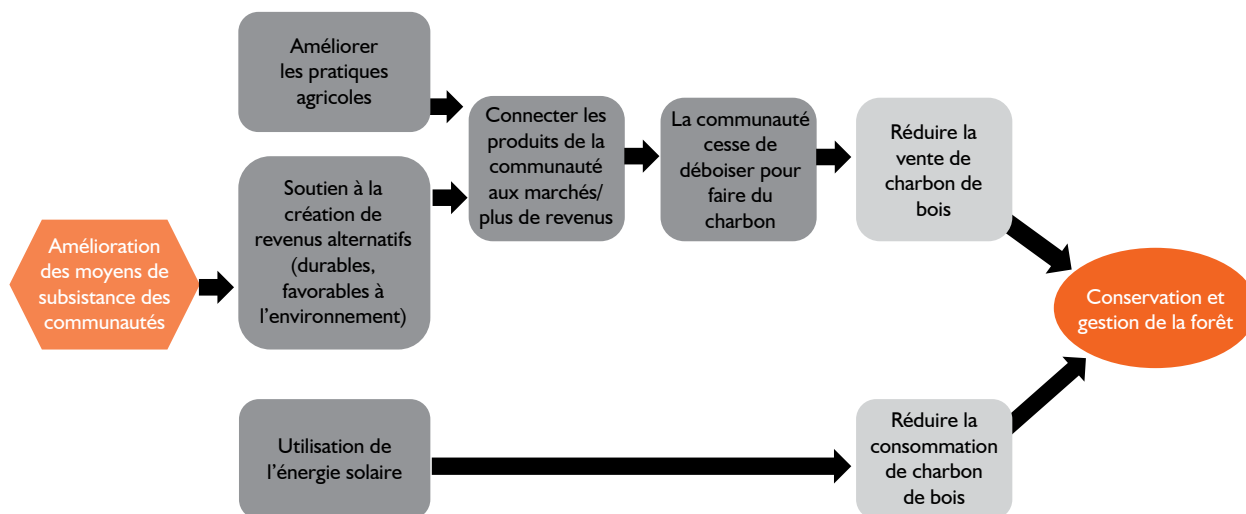 Améliorer
les pratiques
agricoles
Soutien à la
création de
revenus alternatifs
(durables,
favorables à
l’environnement)
Amélioration
des moyens de
subsistance des
communautés
Connecter les
produits de la
communauté
aux marchés/
plus de revenus
La communauté
cesse de
déboiser pour
faire du
charbon
Réduire la
vente de
charbon de
bois
Conservation et
gestion de la forêt
Utilisation de
l’énergie solaire
Réduire la
consommation
de charbon
de bois